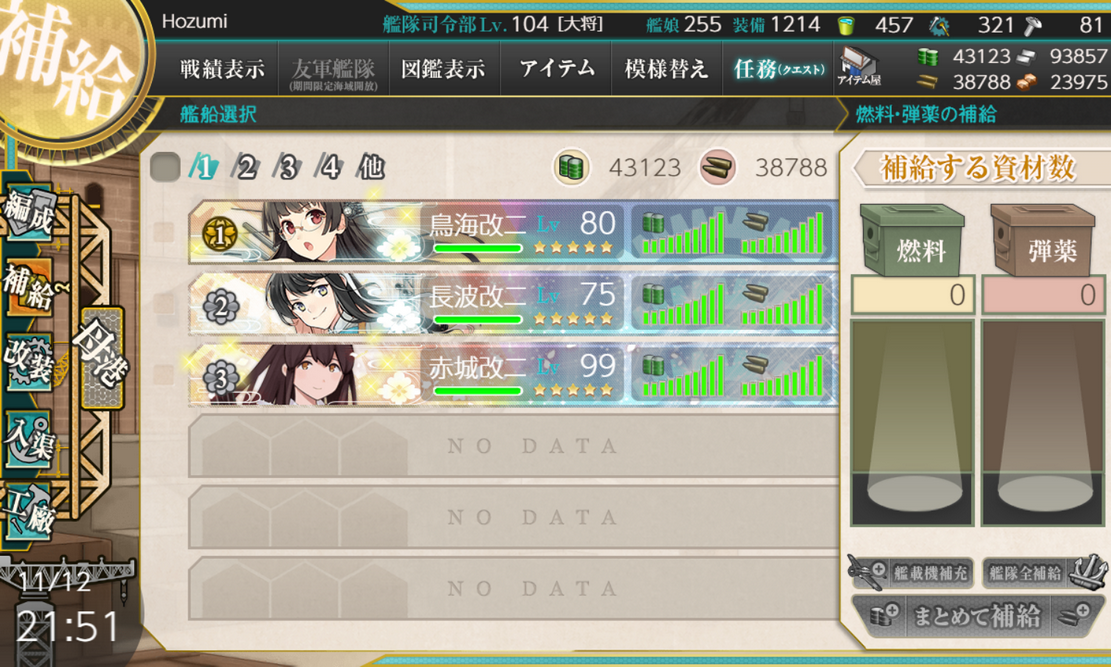 補給
Hozumi 艦隊司令部Lv. 104 [大将] 艦娘 255 装備 1214 457 321 81
戦績表示 友軍艦隊 (期間限定海域開放) 図鑑表示 アイテム 模様替え 任務(クエスト) アイテム屋 43123 93857
38788 23975
艦船選択 燃料・弾薬の補給
1 2 3 4 他 43123 38788
補給する資材数
編成
補給
改装
入渠
工廠
母港
1 鳥海改二 Lv 80
2 長波改二 Lv 75
3 赤城改二 Lv 99
NO DATA
NO DATA
NO DATA
燃料 弾薬
0 0
艦載機補充 艦隊全補給
まとめて補給
11/12
21:51